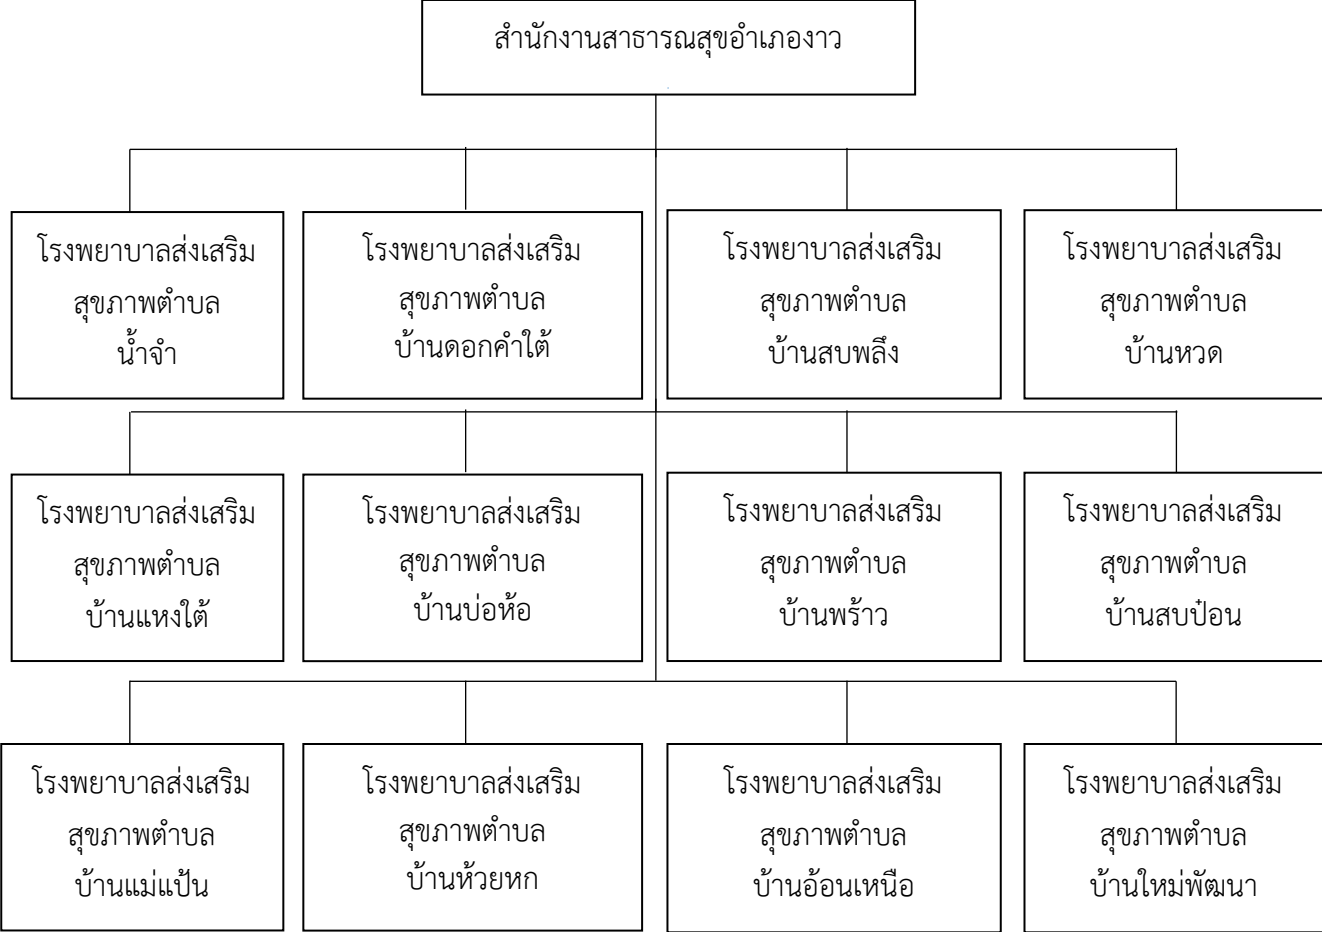 สำนักงานสาธารณสุขอำเภองาว
โรงพยาบาลส่งเสริม
สุขภาพตำบล
น้ำจำ
โรงพยาบาลส่งเสริม
สุขภาพตำบล
บ้านดอกคำใต้
โรงพยาบาลส่งเสริม
สุขภาพตำบล
บ้านสบพลึง
โรงพยาบาลส่งเสริม
สุขภาพตำบล
บ้านหวด
โรงพยาบาลส่งเสริม
สุขภาพตำบล
บ้านแหงใต้
โรงพยาบาลส่งเสริม
สุขภาพตำบล
บ้านบ่อห้อ
โรงพยาบาลส่งเสริม
สุขภาพตำบล
บ้านพร้าว
โรงพยาบาลส่งเสริม
สุขภาพตำบล
บ้านสบป๋อน
โรงพยาบาลส่งเสริม
สุขภาพตำบล
บ้านแม่แป้น
โรงพยาบาลส่งเสริม
สุขภาพตำบล
บ้านห้วยหก
โรงพยาบาลส่งเสริม
สุขภาพตำบล
บ้านอ้อนเหนือ
โรงพยาบาลส่งเสริม
สุขภาพตำบล
บ้านใหม่พัฒนา